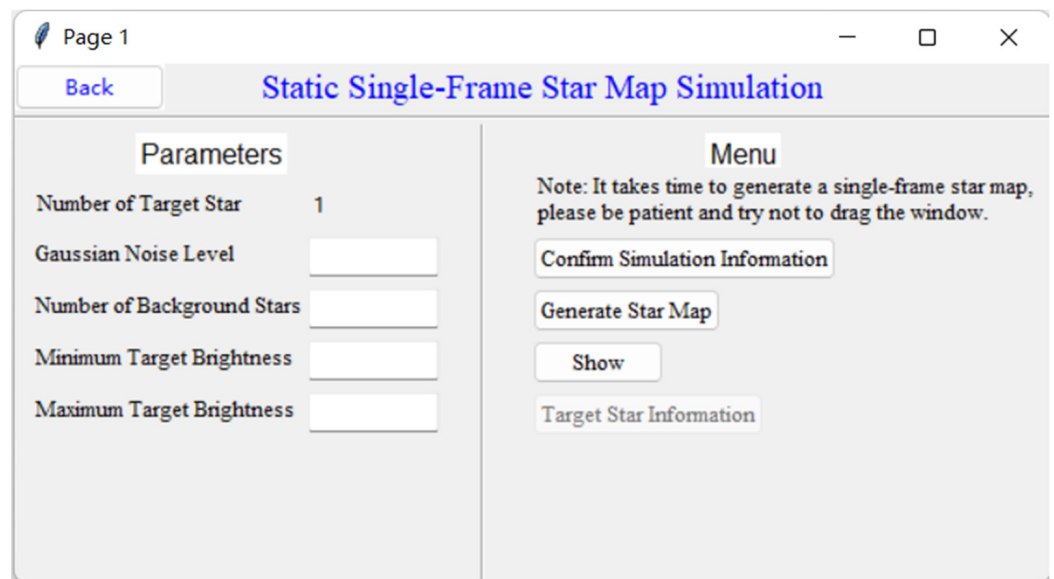 Page 1
Back
Static Single-Frame Star Map Simulation
Parameters
Number of Target Star 1
Gaussian Noise Level
Number of Background Stars
Minimum Target Brightness
Maximum Target Brightness
Menu
Note: It takes time to generate a single-frame star map,
please be patient and try not to drag the window.
Confirm Simulation Information
Generate Star Map
Show
Target Star Information